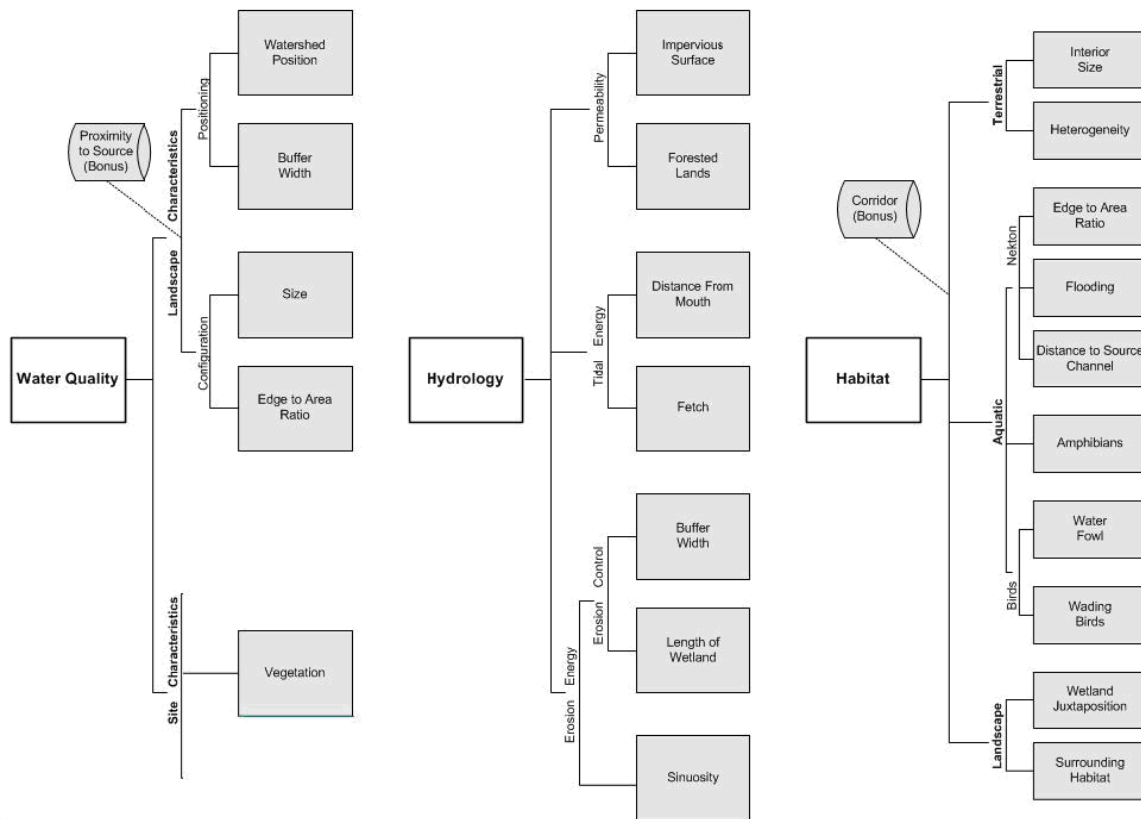 Water Quality
Landscape Characteristics
Proximity
to Source
(Bonus)
Positioning
Watershed
Position
Buffer
Width
Configuration
Size
Edge to Area
Ratio
Site Characteristics
Vegetation
Hydrology
Permeability
Impervious
Surface
Forested
Lands
Tidal Energy
Distance From
Mouth
Fetch
Erosion Energy
Erosion Control
Buffer
Width
Length of
Wetland
Sinuosity
Habitat
Corridor
(Bonus)
Terrestrial
Interior
Size
Heterogeneity
Aquatic
Nekton
Edge to Area
Ratio
Flooding
Distance to Source
Channel
Amphibians
Birds
Water
Fowl
Wading
Birds
Landscape
Wetland
Juxtaposition
Surrounding
Habitat